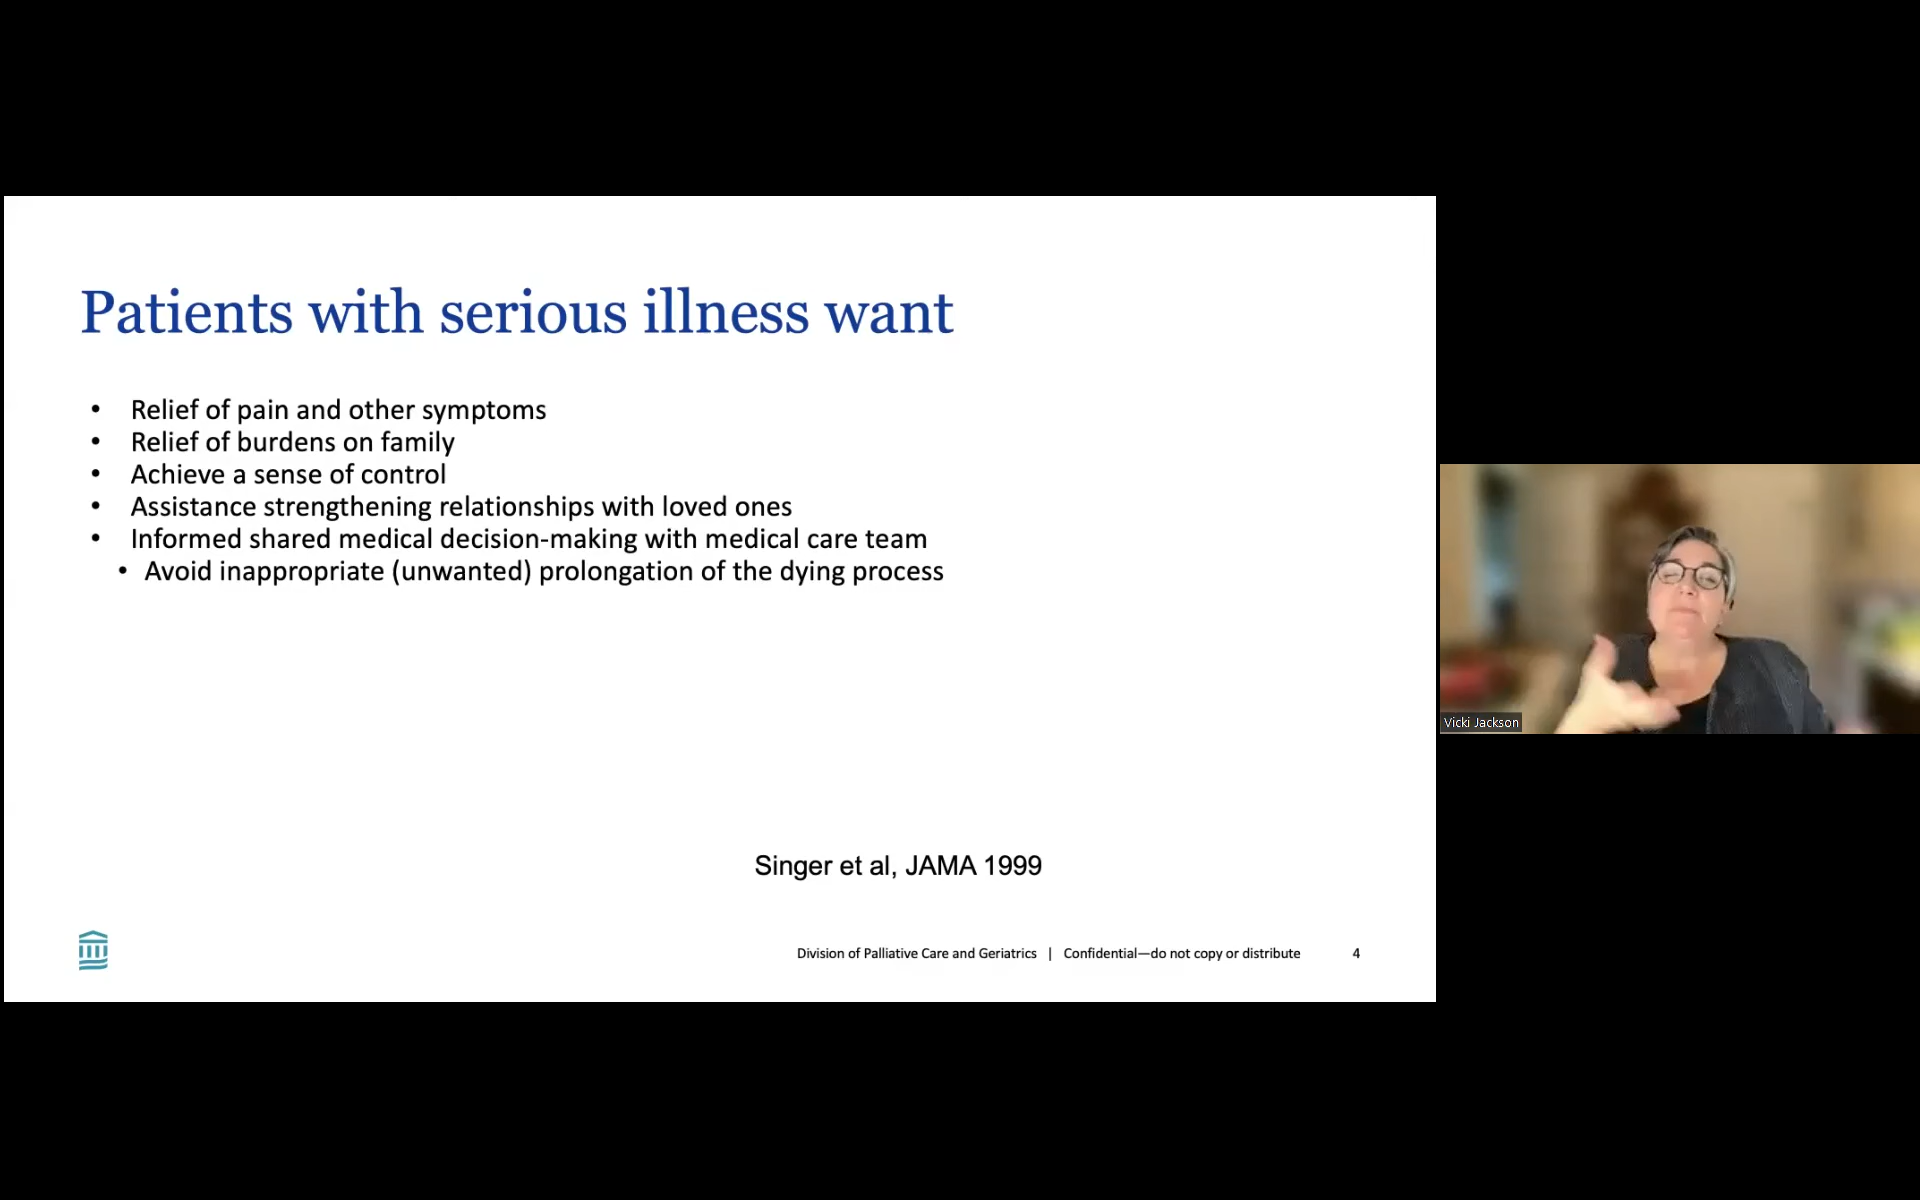 Patients with serious illness want
• Relief of pain and other symptoms
• Relief of burdens on family
• Achieve a sense of control
• Assistance strengthening relationships with loved ones
• Informed shared medical decision-making with medical care team
• Avoid inappropriate (unwanted) prolongation of the dying process
Vicki Jackson
Singer et al, JAMA 1999
Division of Palliative Care and Geriatrics | Confidential—do not copy or distribute 4